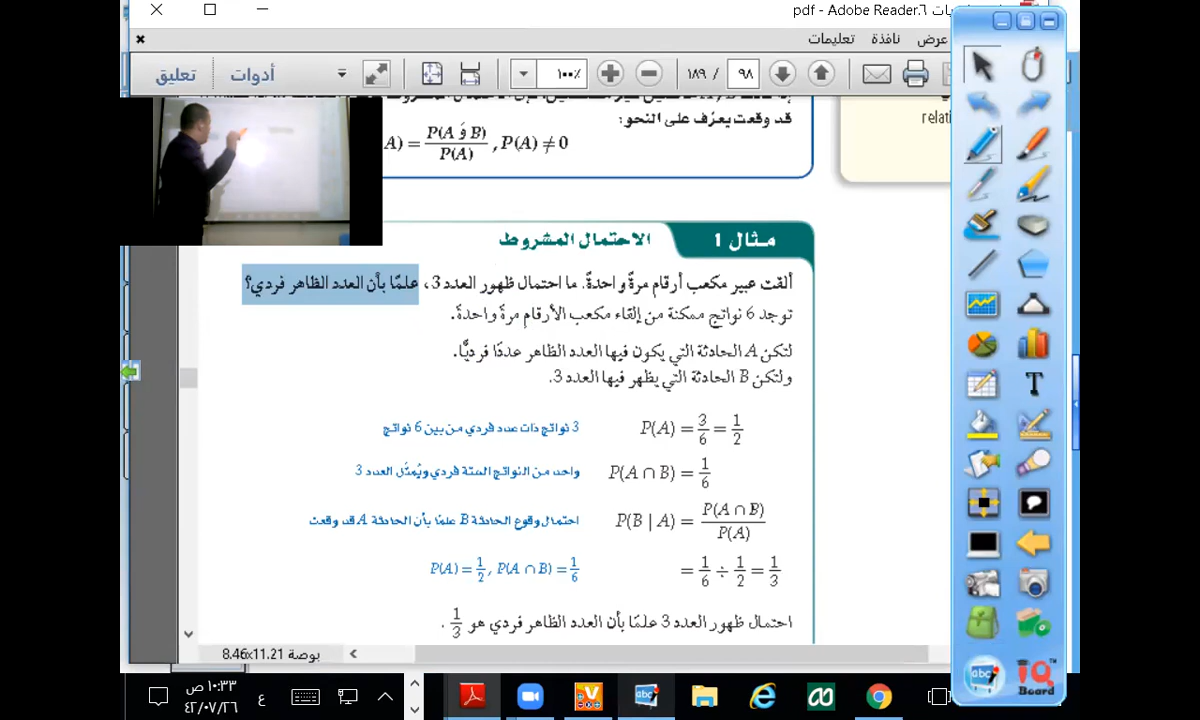 pdf - Adobe Reader.٦
عرض نافذة تعليمات
٩٨ / ١٨٩ ١٠٠٪ أدوات تعليق
قد وقعت يعرَّف على النحو:
A) = P(A وَ B) / P(A) , P(A) ≠ 0
relati
مثال 1 الاحتمال المشروط
ألقت عبير مكعب أرقام مرةً واحدةً. ما احتمال ظهور العدد 3، علمًا بأن العدد الظاهر فردي؟
توجد 6 نواتج ممكنة من إلقاء مكعب الأرقام مرةً واحدةً.
لتكن A الحادثة التي يكون فيها العدد الظاهر عددًا فرديًّا.
ولتكن B الحادثة التي يظهر فيها العدد 3.
P(A) = 3/6 = 1/2 3 نواتج ذات عدد فردي من بين 6 نواتج
P(A ∩ B) = 1/6 واحد من النواتج الستة فردي ويُمثّل العدد 3
P(B | A) = P(A ∩ B) / P(A) احتمال وقوع الحادثة B علمًا بأن الحادثة A قد وقعت
= 1/6 ÷ 1/2 = 1/3 P(A) = 1/2, P(A ∩ B) = 1/6
احتمال ظهور العدد 3 علمًا بأن العدد الظاهر فردي هو 1/3 .
8.46x11.21 بوصة
IQ Board
abc
١٠:٣٣ ص
ع
٤٢/٠٧/٢٦